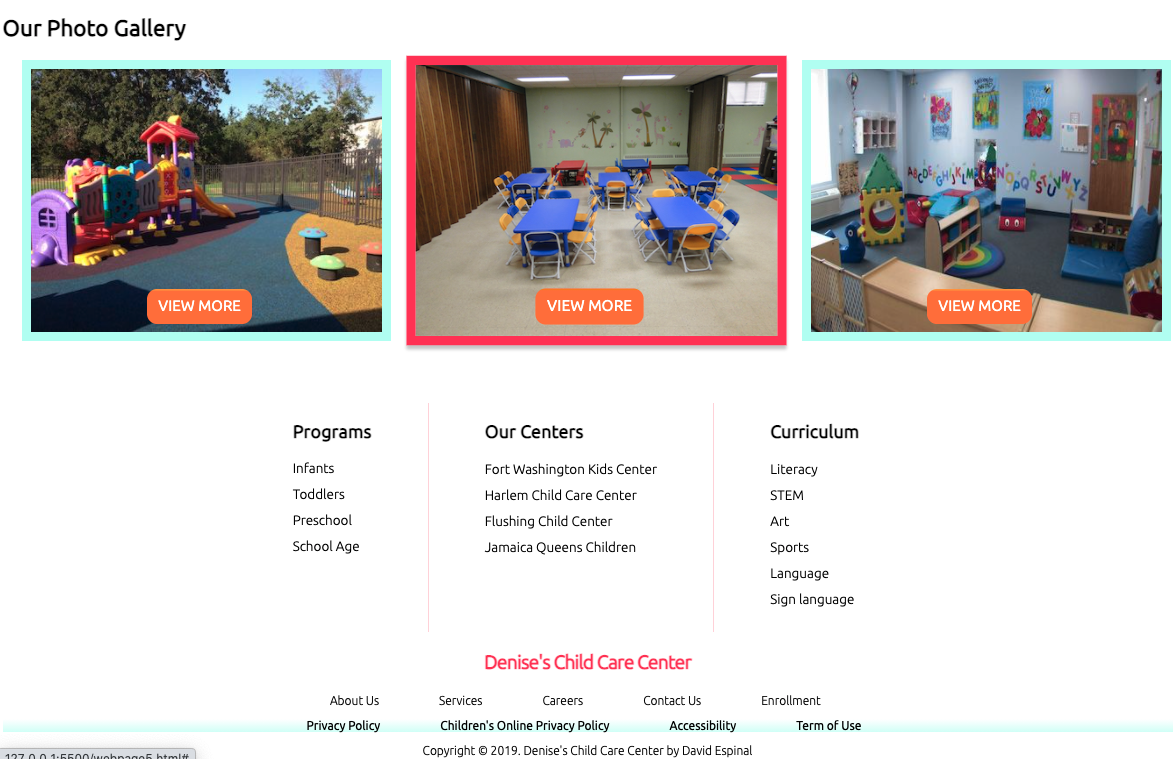 Our Photo Gallery
VIEW MORE
VIEW MORE
VIEW MORE
ABCDEFGHIJKLM
NOPQRSTUVWYZ
Programs
Infants
Toddlers
Preschool
School Age
Our Centers
Fort Washington Kids Center
Harlem Child Care Center
Flushing Child Center
Jamaica Queens Children
Curriculum
Literacy
STEM
Art
Sports
Language
Sign language
Denise's Child Care Center
About Us Services Careers Contact Us Enrollment
Privacy Policy Children's Online Privacy Policy Accessibility Term of Use
Copyright © 2019. Denise's Child Care Center by David Espinal
127.0.0.1:5500/webpage5.html#